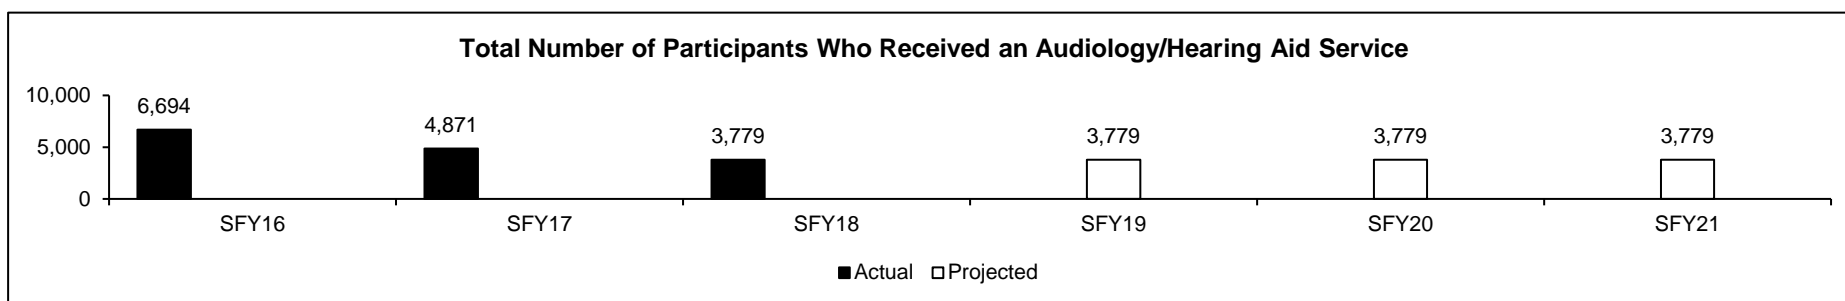 Total Number of Participants Who Received an Audiology/Hearing Aid Service
10,000
5,000
0
6,694
4,871
3,779
3,779
3,779
3,779
SFY16
SFY17
SFY18
SFY19
SFY20
SFY21
Actual
Projected